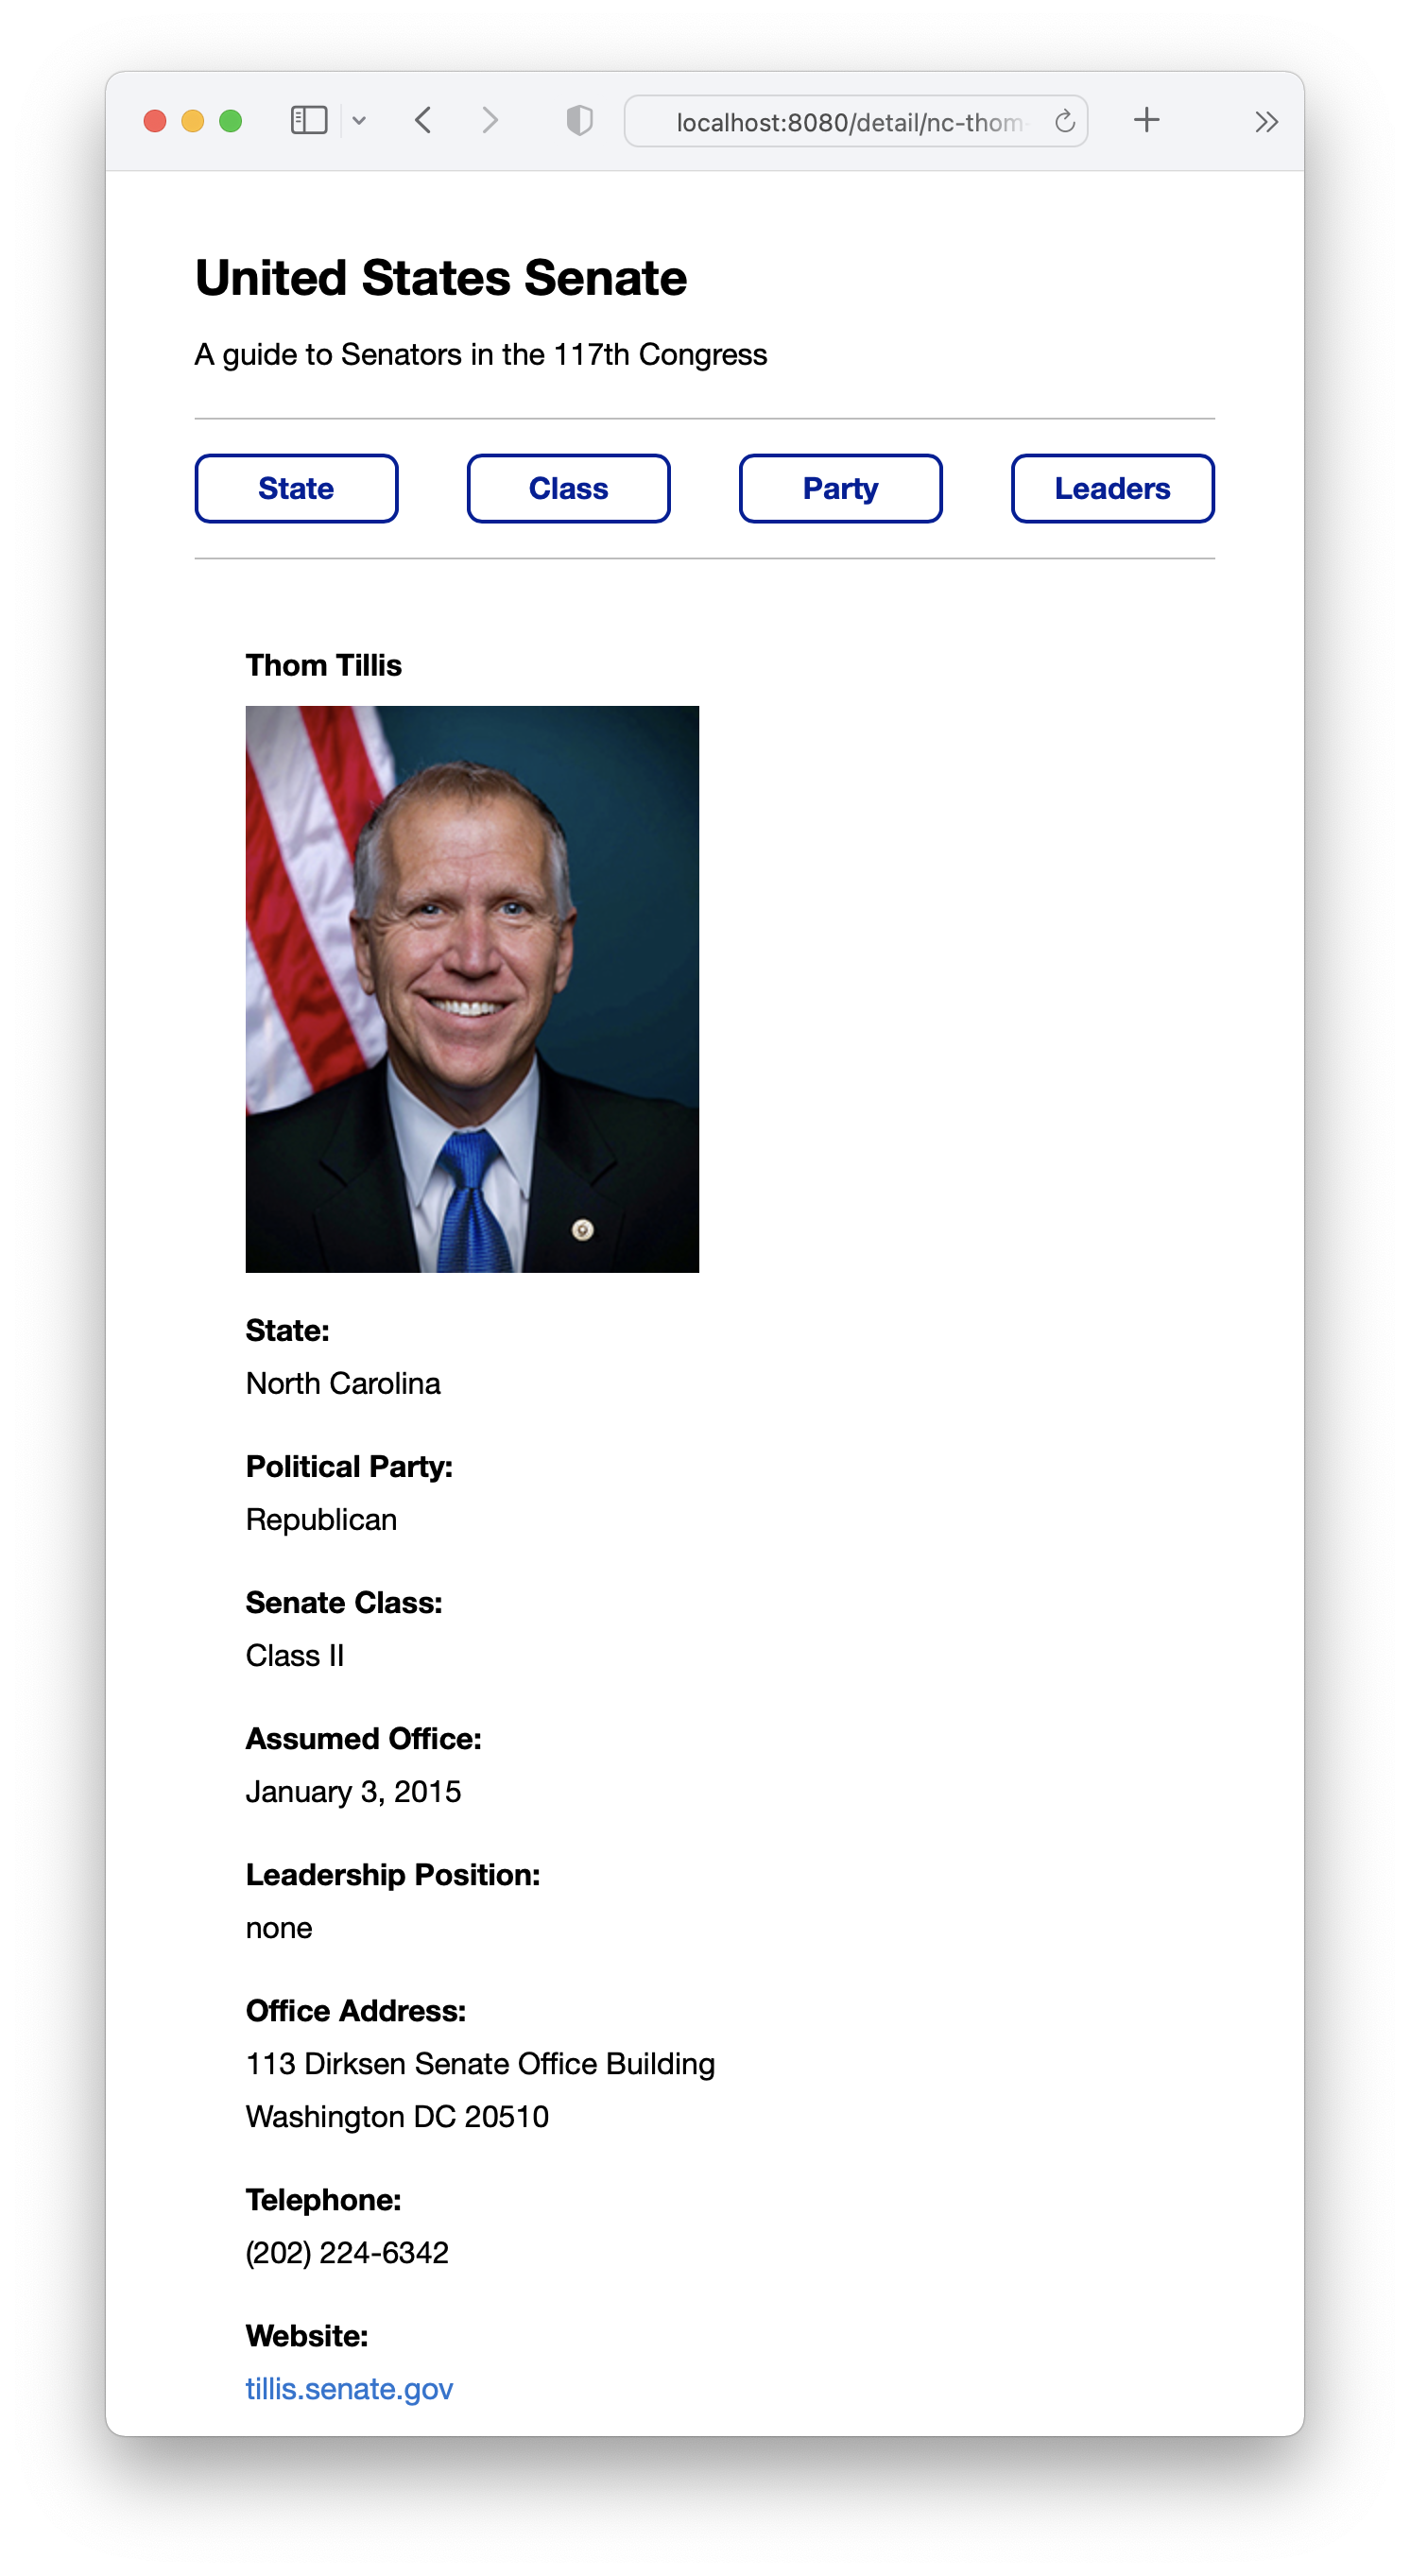 localhost:8080/detail/nc-thom-
United States Senate
A guide to Senators in the 117th Congress
State
Class
Party
Leaders
Thom Tillis
State:
North Carolina
Political Party:
Republican
Senate Class:
Class II
Assumed Office:
January 3, 2015
Leadership Position:
none
Office Address:
113 Dirksen Senate Office Building
Washington DC 20510
Telephone:
(202) 224-6342
Website:
tillis.senate.gov